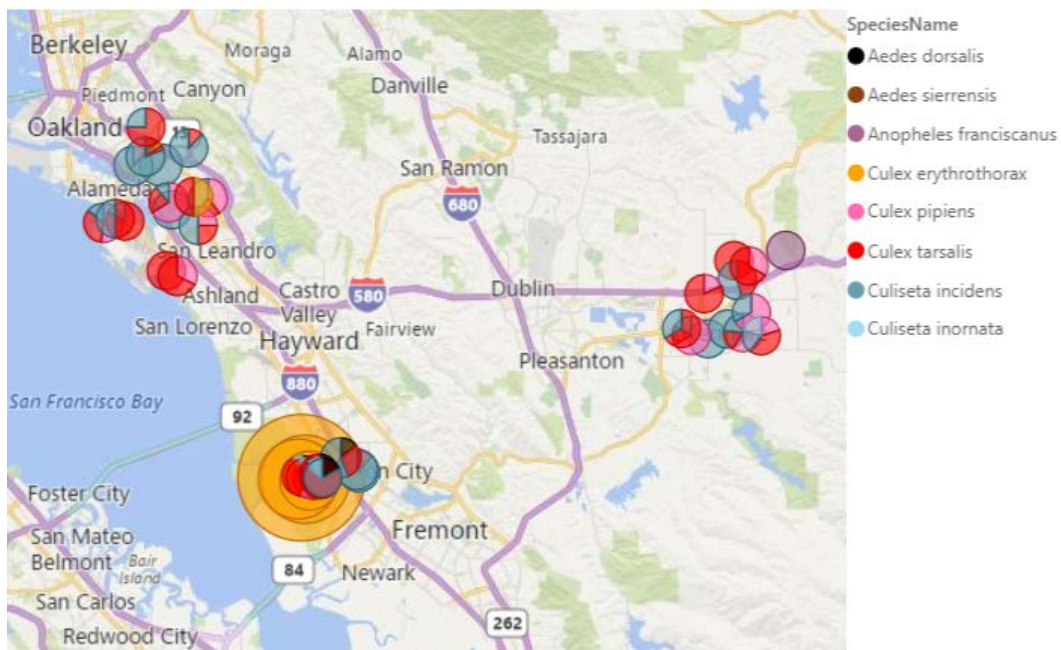 SpeciesName
Aedes dorsalis
Aedes sierrensis
Anopheles franciscanus
Culex erythrothorax
Culex pipiens
Culex tarsalis
Culiseta incidens
Culiseta inornata
Berkeley
Moraga
Alamo
Piedmont
Canyon
Danville
Oakland
13
Tassajara
San Ramon
Alameda
680
San Leandro
Ashland
Castro
Valley
580
Dublin
San Lorenzo
Fairview
Hayward
Pleasanton
880
San Francisco Bay
92
City
Foster City
Fremont
San Mateo
Belmont
Bair
Island
84
Newark
San Carlos
262
Redwood City